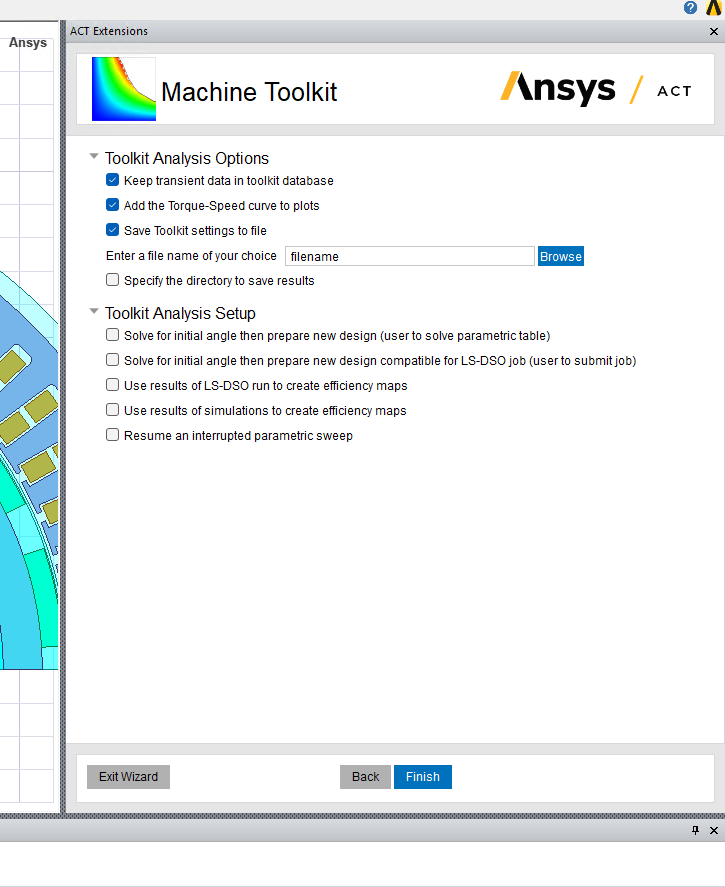 Ansys
ACT Extensions
Machine Toolkit
Ansys / ACT
Toolkit Analysis Options
Keep transient data in toolkit database
Add the Torque-Speed curve to plots
Save Toolkit settings to file
Enter a file name of your choice filename Browse
Specify the directory to save results
Toolkit Analysis Setup
Solve for initial angle then prepare new design (user to solve parametric table)
Solve for initial angle then prepare new design compatible for LS-DSO job (user to submit job)
Use results of LS-DSO run to create efficiency maps
Use results of simulations to create efficiency maps
Resume an interrupted parametric sweep
Exit Wizard Back Finish